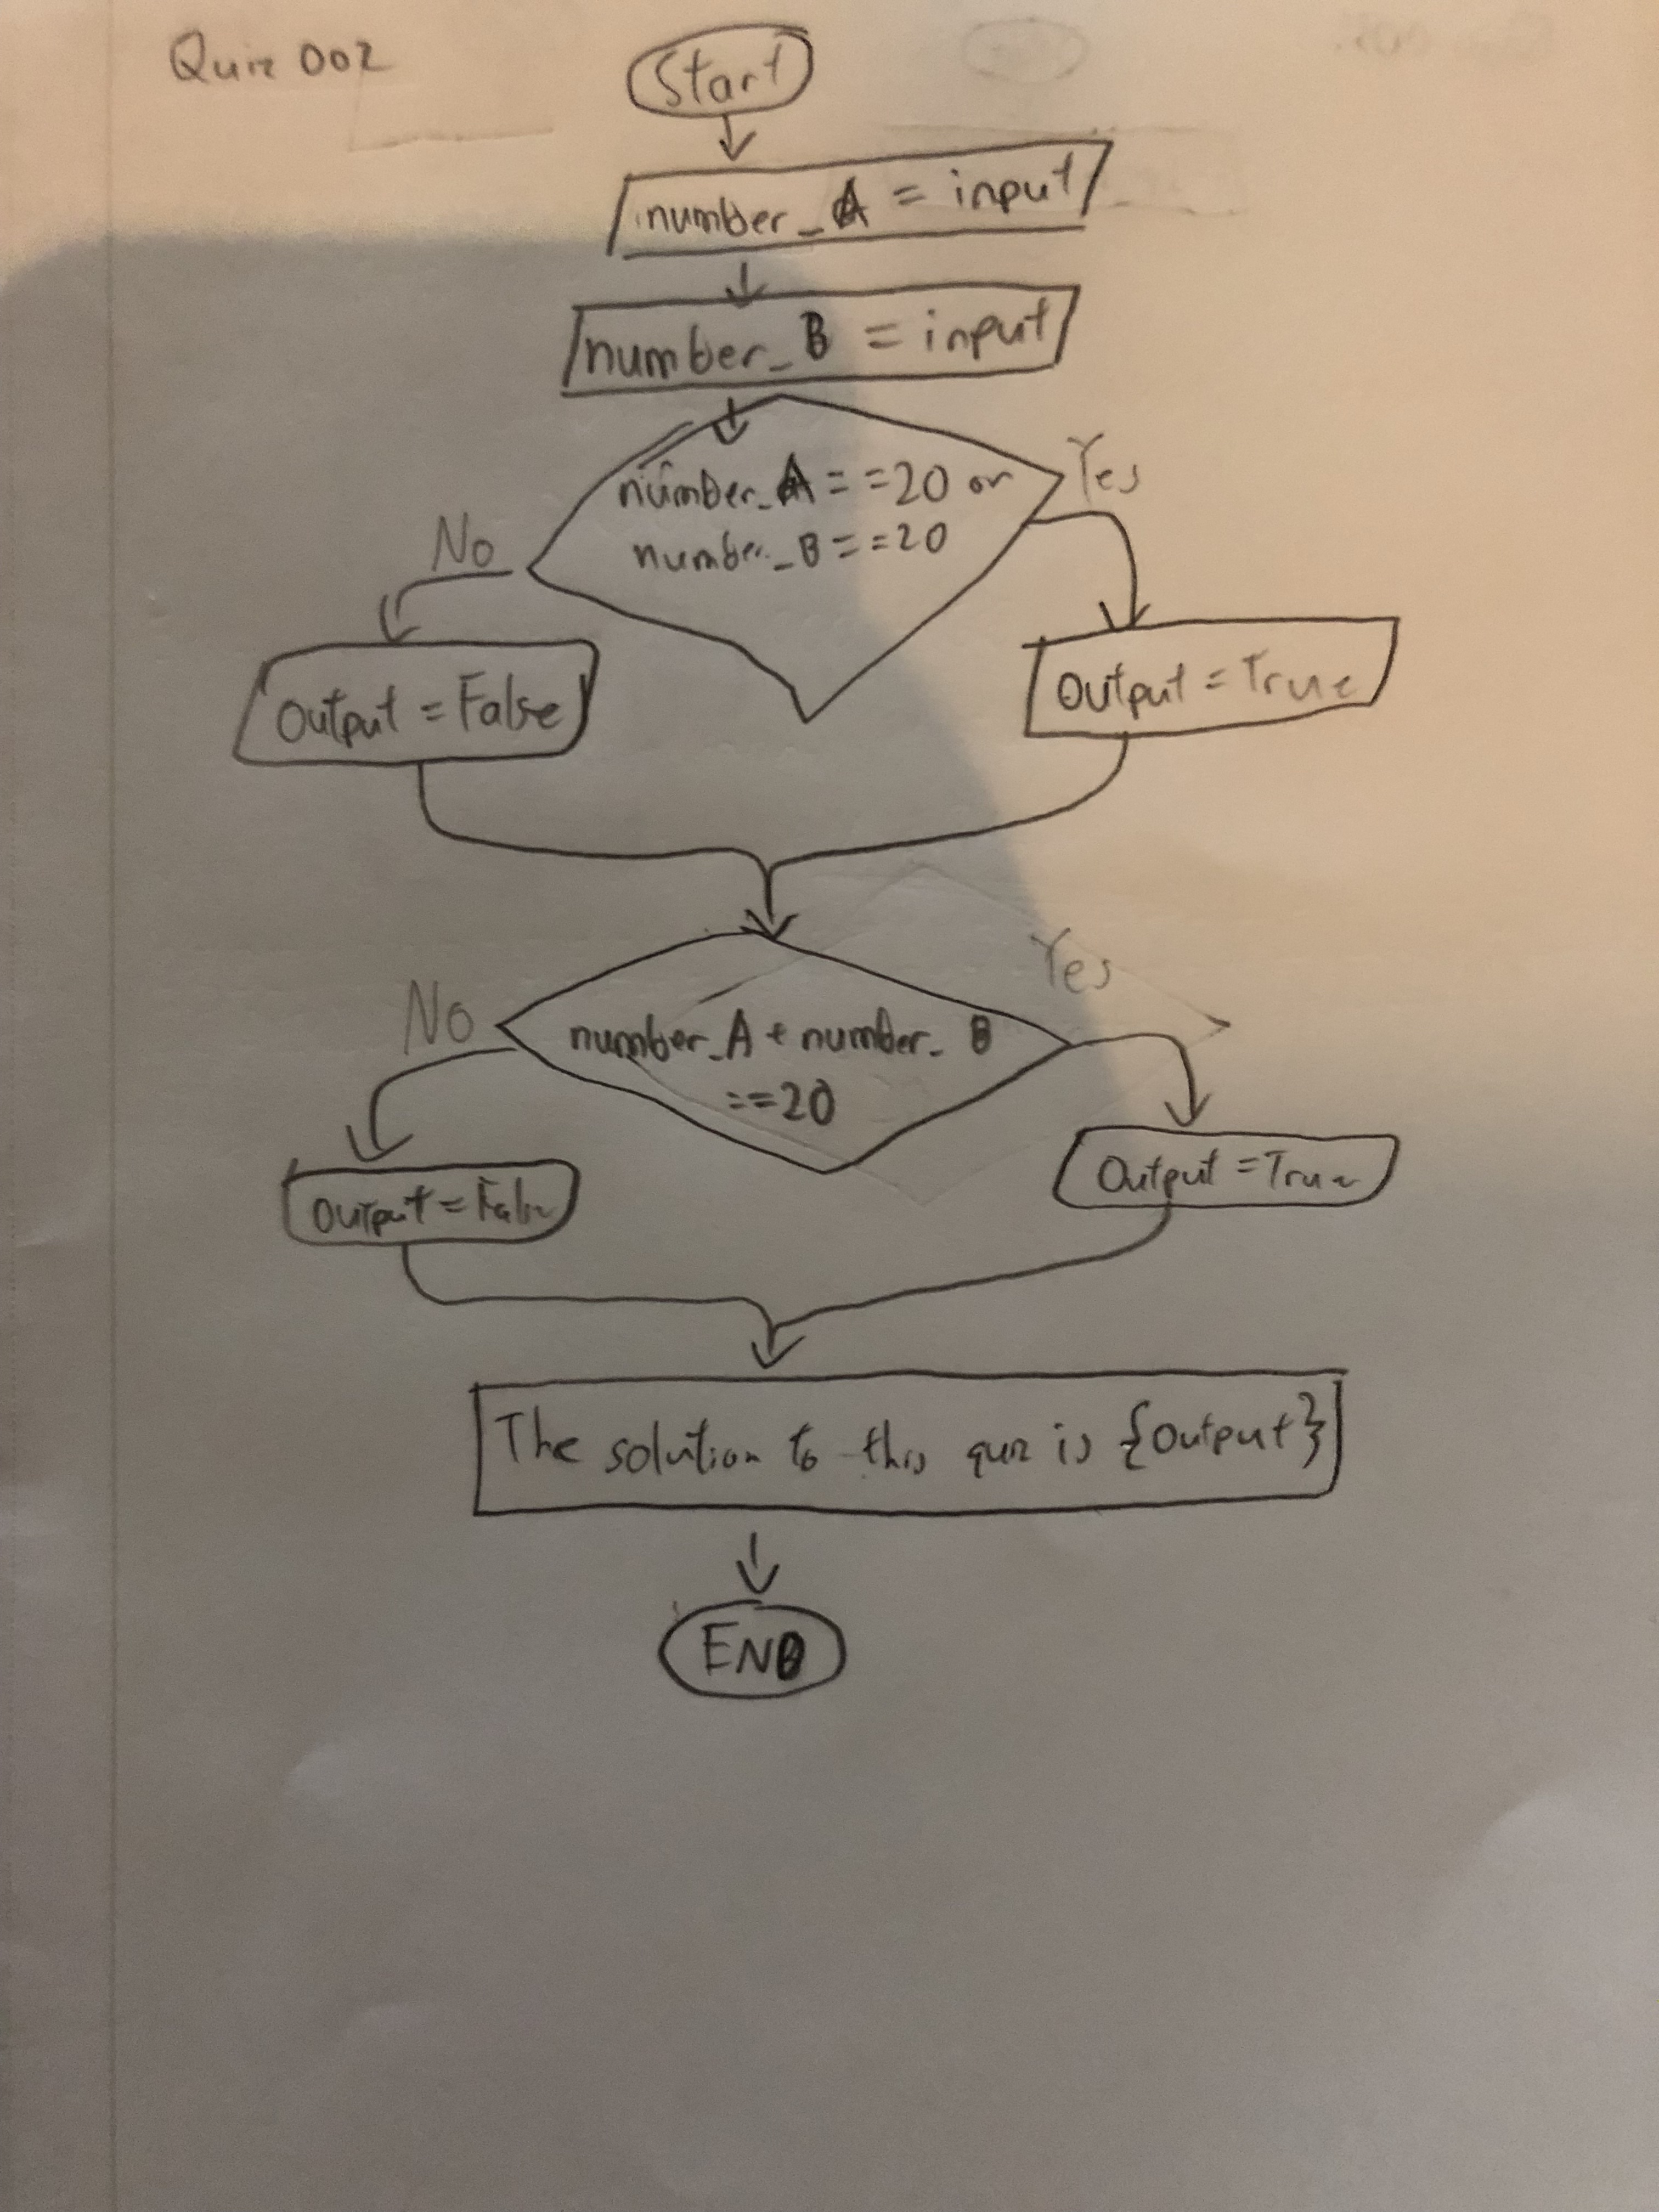 Quiz 002
Start
number_A = input
number_B = input
number_A = =20 or
number_B = =20
Yes
No
Output = False
Output = True
Yes
No
number_A + number_B
==20
Output = True
Output = False
The solution to this quiz is {Output}
END